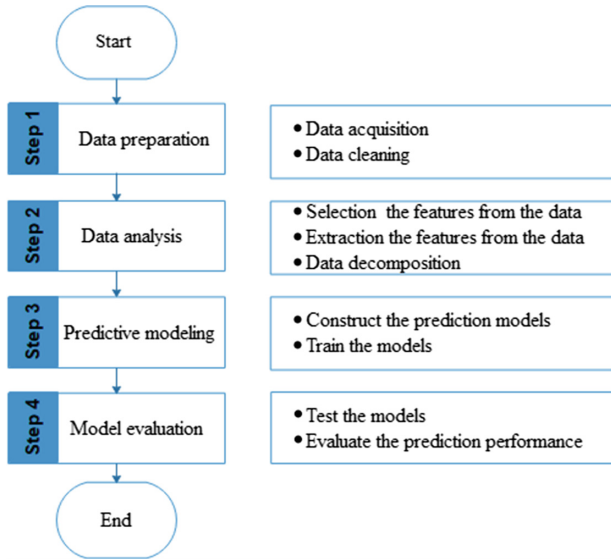 Start
Step 1
Data preparation
• Data acquisition
• Data cleaning
Step 2
Data analysis
• Selection the features from the data
• Extraction the features from the data
• Data decomposition
Step 3
Predictive modeling
• Construct the prediction models
• Train the models
Step 4
Model evaluation
• Test the models
• Evaluate the prediction performance
End